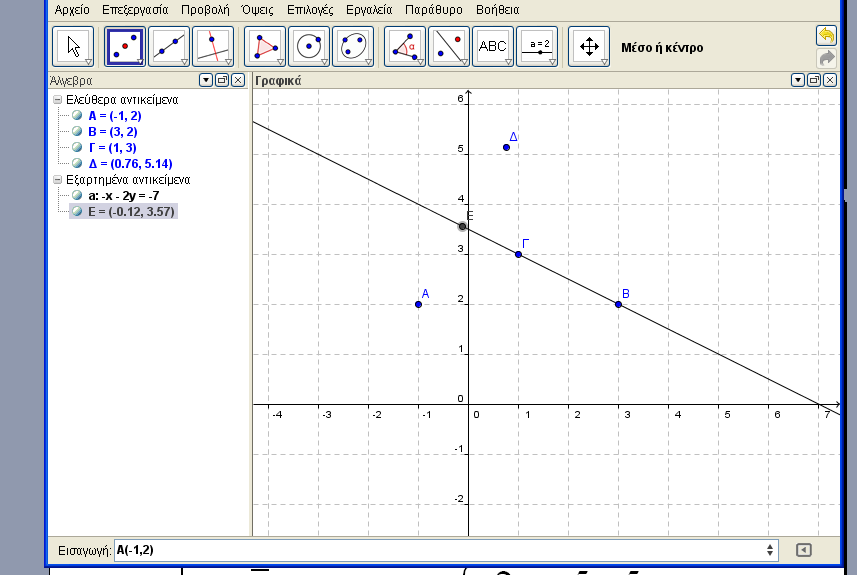 Αρχείο Επεξεργασία Προβολή Όψεις Επιλογές Εργαλεία Παράθυρο Βοήθεια
α ABC a = 2 Μέσο ή κέντρο
Άλγεβρα
Ελεύθερα αντικείμενα
Α = (-1, 2)
Β = (3, 2)
Γ = (1, 3)
Δ = (0.76, 5.14)
Εξαρτημένα αντικείμενα
a: -x - 2y = -7
Ε = (-0.12, 3.57)
Γραφικά
6
Δ
5
4
Ε
Γ
3
Α
Β
2
1
0
-4 -3 -2 -1 0 1 2 3 4 5 6 7
-1
-2
Εισαγωγή: Α(-1,2)